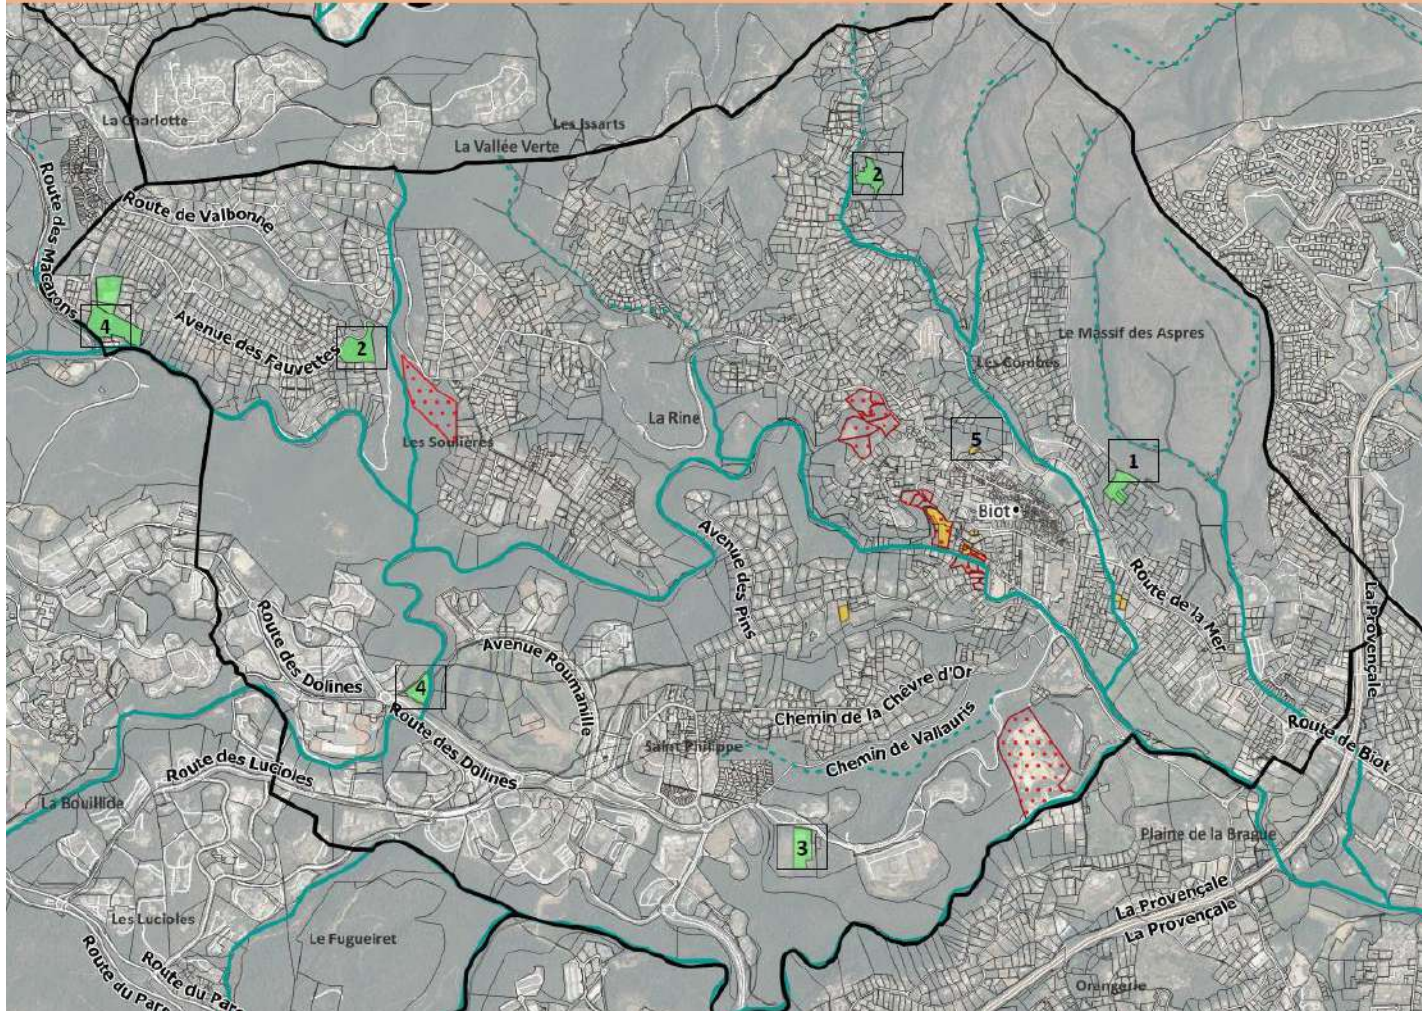 La Charlotte
Les Issarts
La Vallée Verte
2
Route de Valbonne
Route des Macarons
4
Avenue des Fauvettes
2
Le Massif des Aspres
Les Combes
La Rine
Les Soulières
5
1
Biot
Avenue des Pins
Route de la Mer
La Provençale
Route des Dolines
Avenue Roumanille
4
Route des Dolines
Chemin de la Chèvre d'Or
Saint Philippe
Chemin de Vallauris
Route de Biot
Route des Lucioles
La Bouillide
3
Plaine de la Brague
La Provençale
La Provençale
Les Lucioles
Le Fugueiret
Route du Parc
Route du Parc
Orangerie